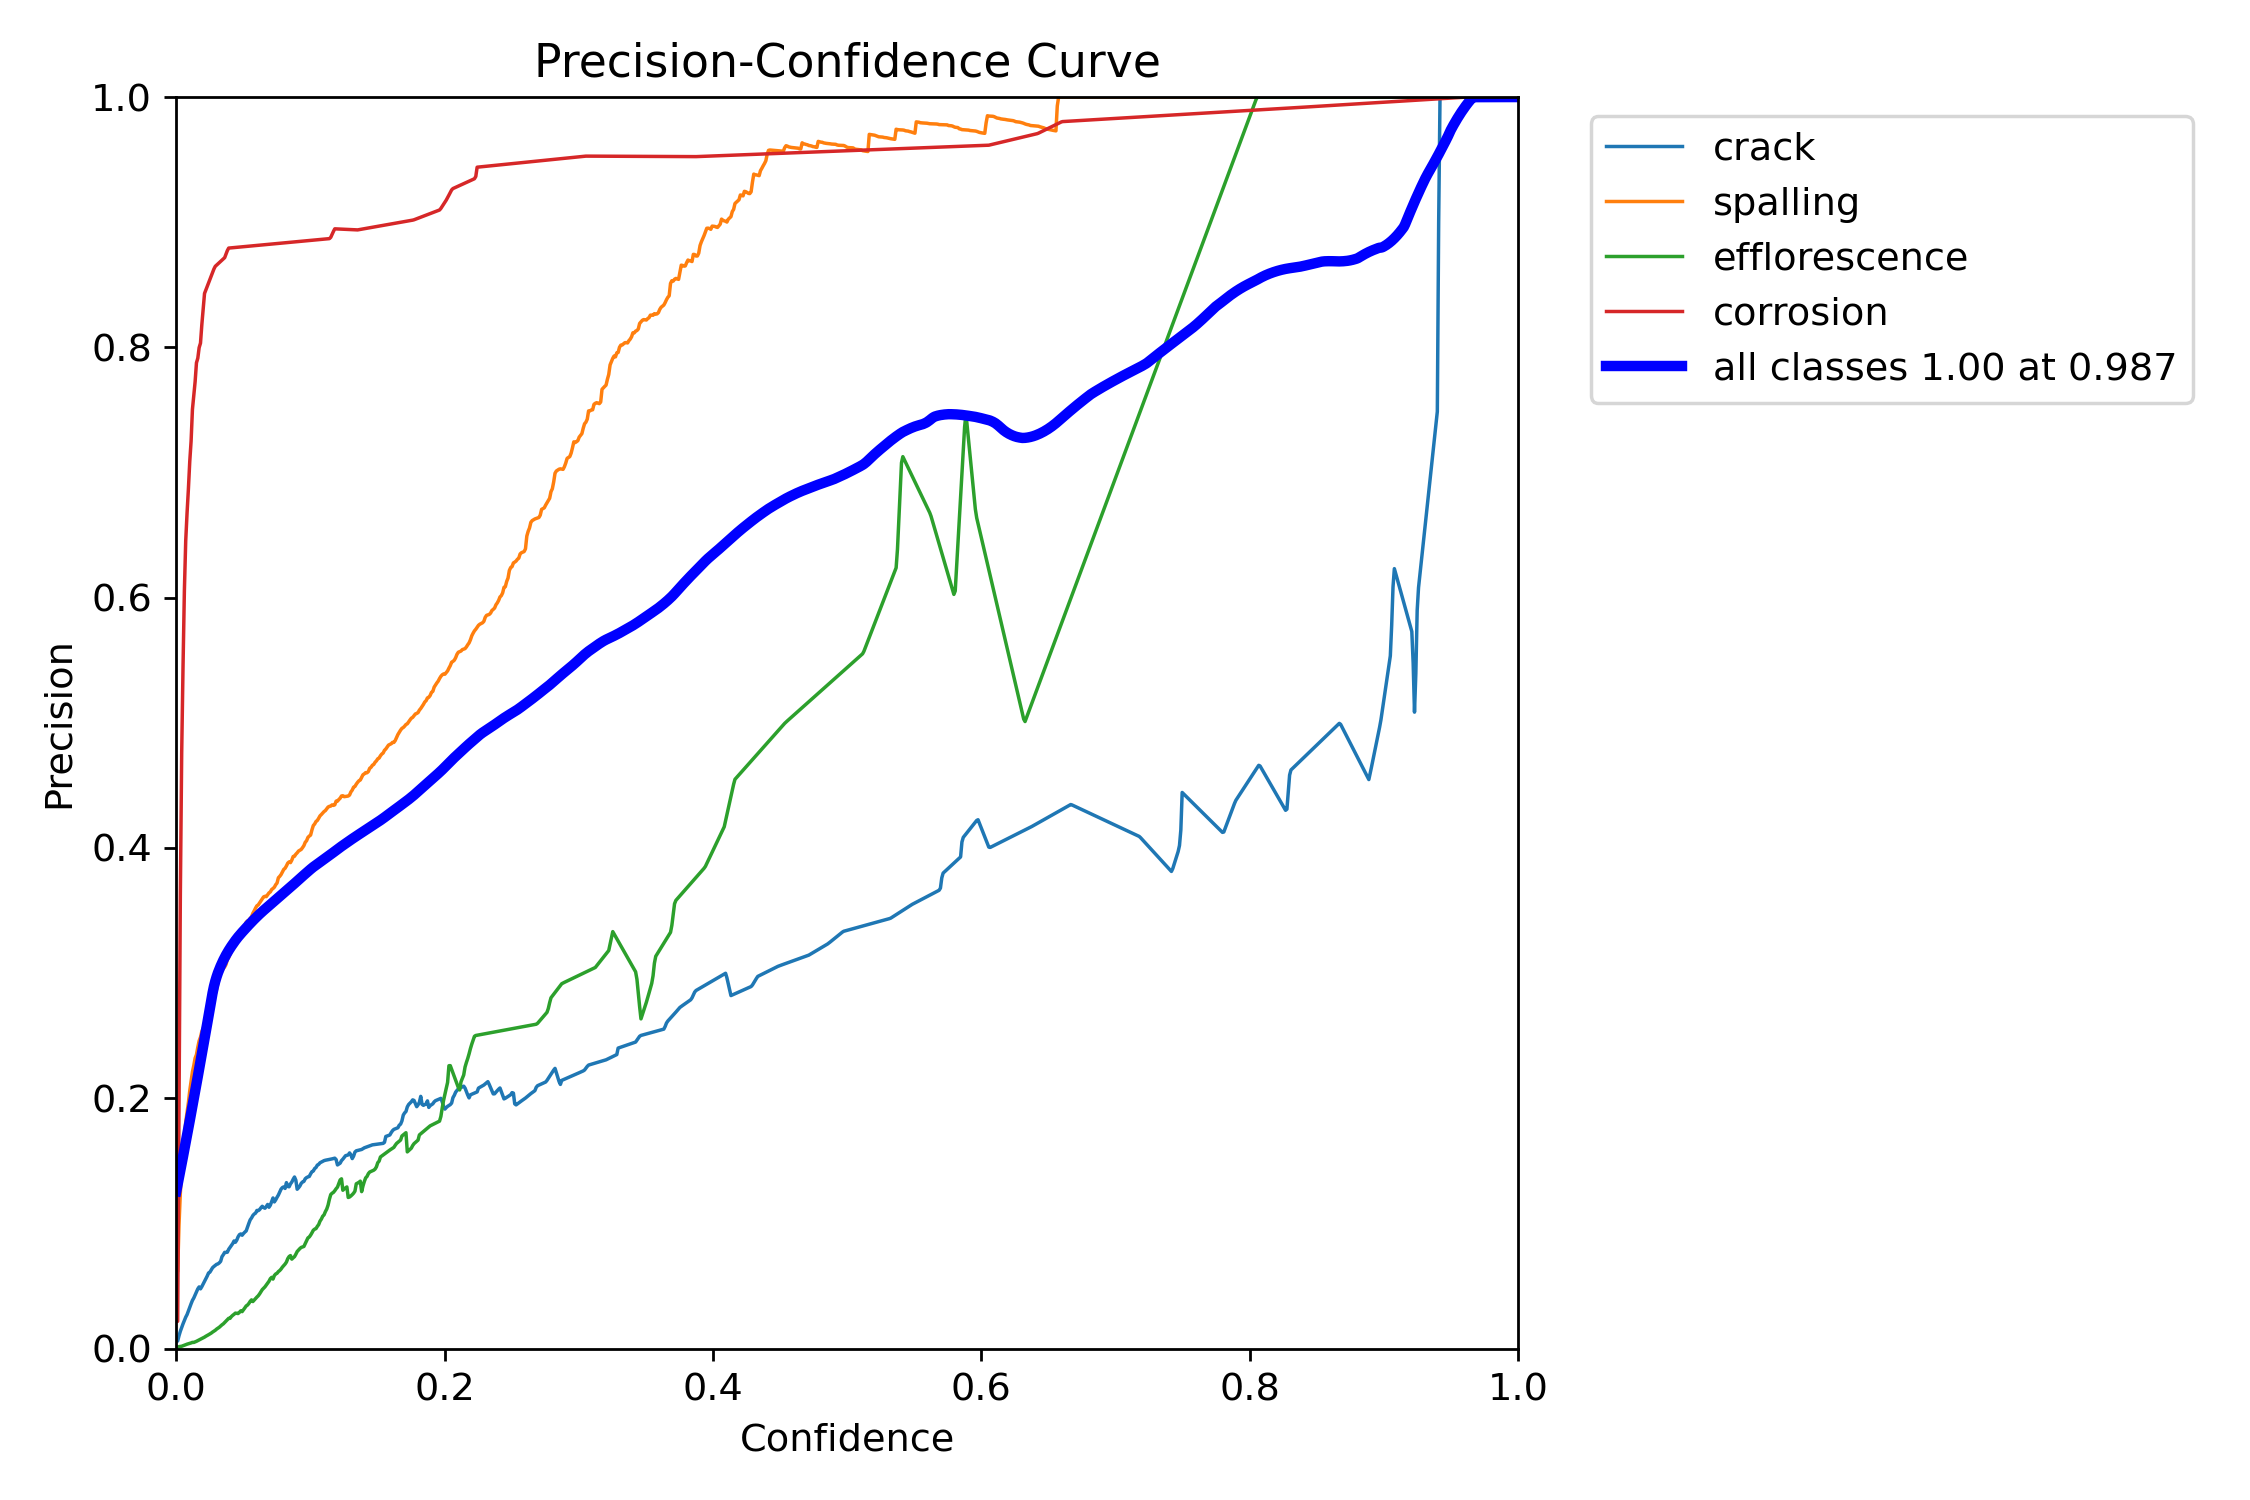 Precision-Confidence Curve
1.0
0.8
0.6
0.4
0.2
0.0
Precision
0.0 0.2 0.4 0.6 0.8 1.0
Confidence
crack
spalling
efflorescence
corrosion
all classes 1.00 at 0.987